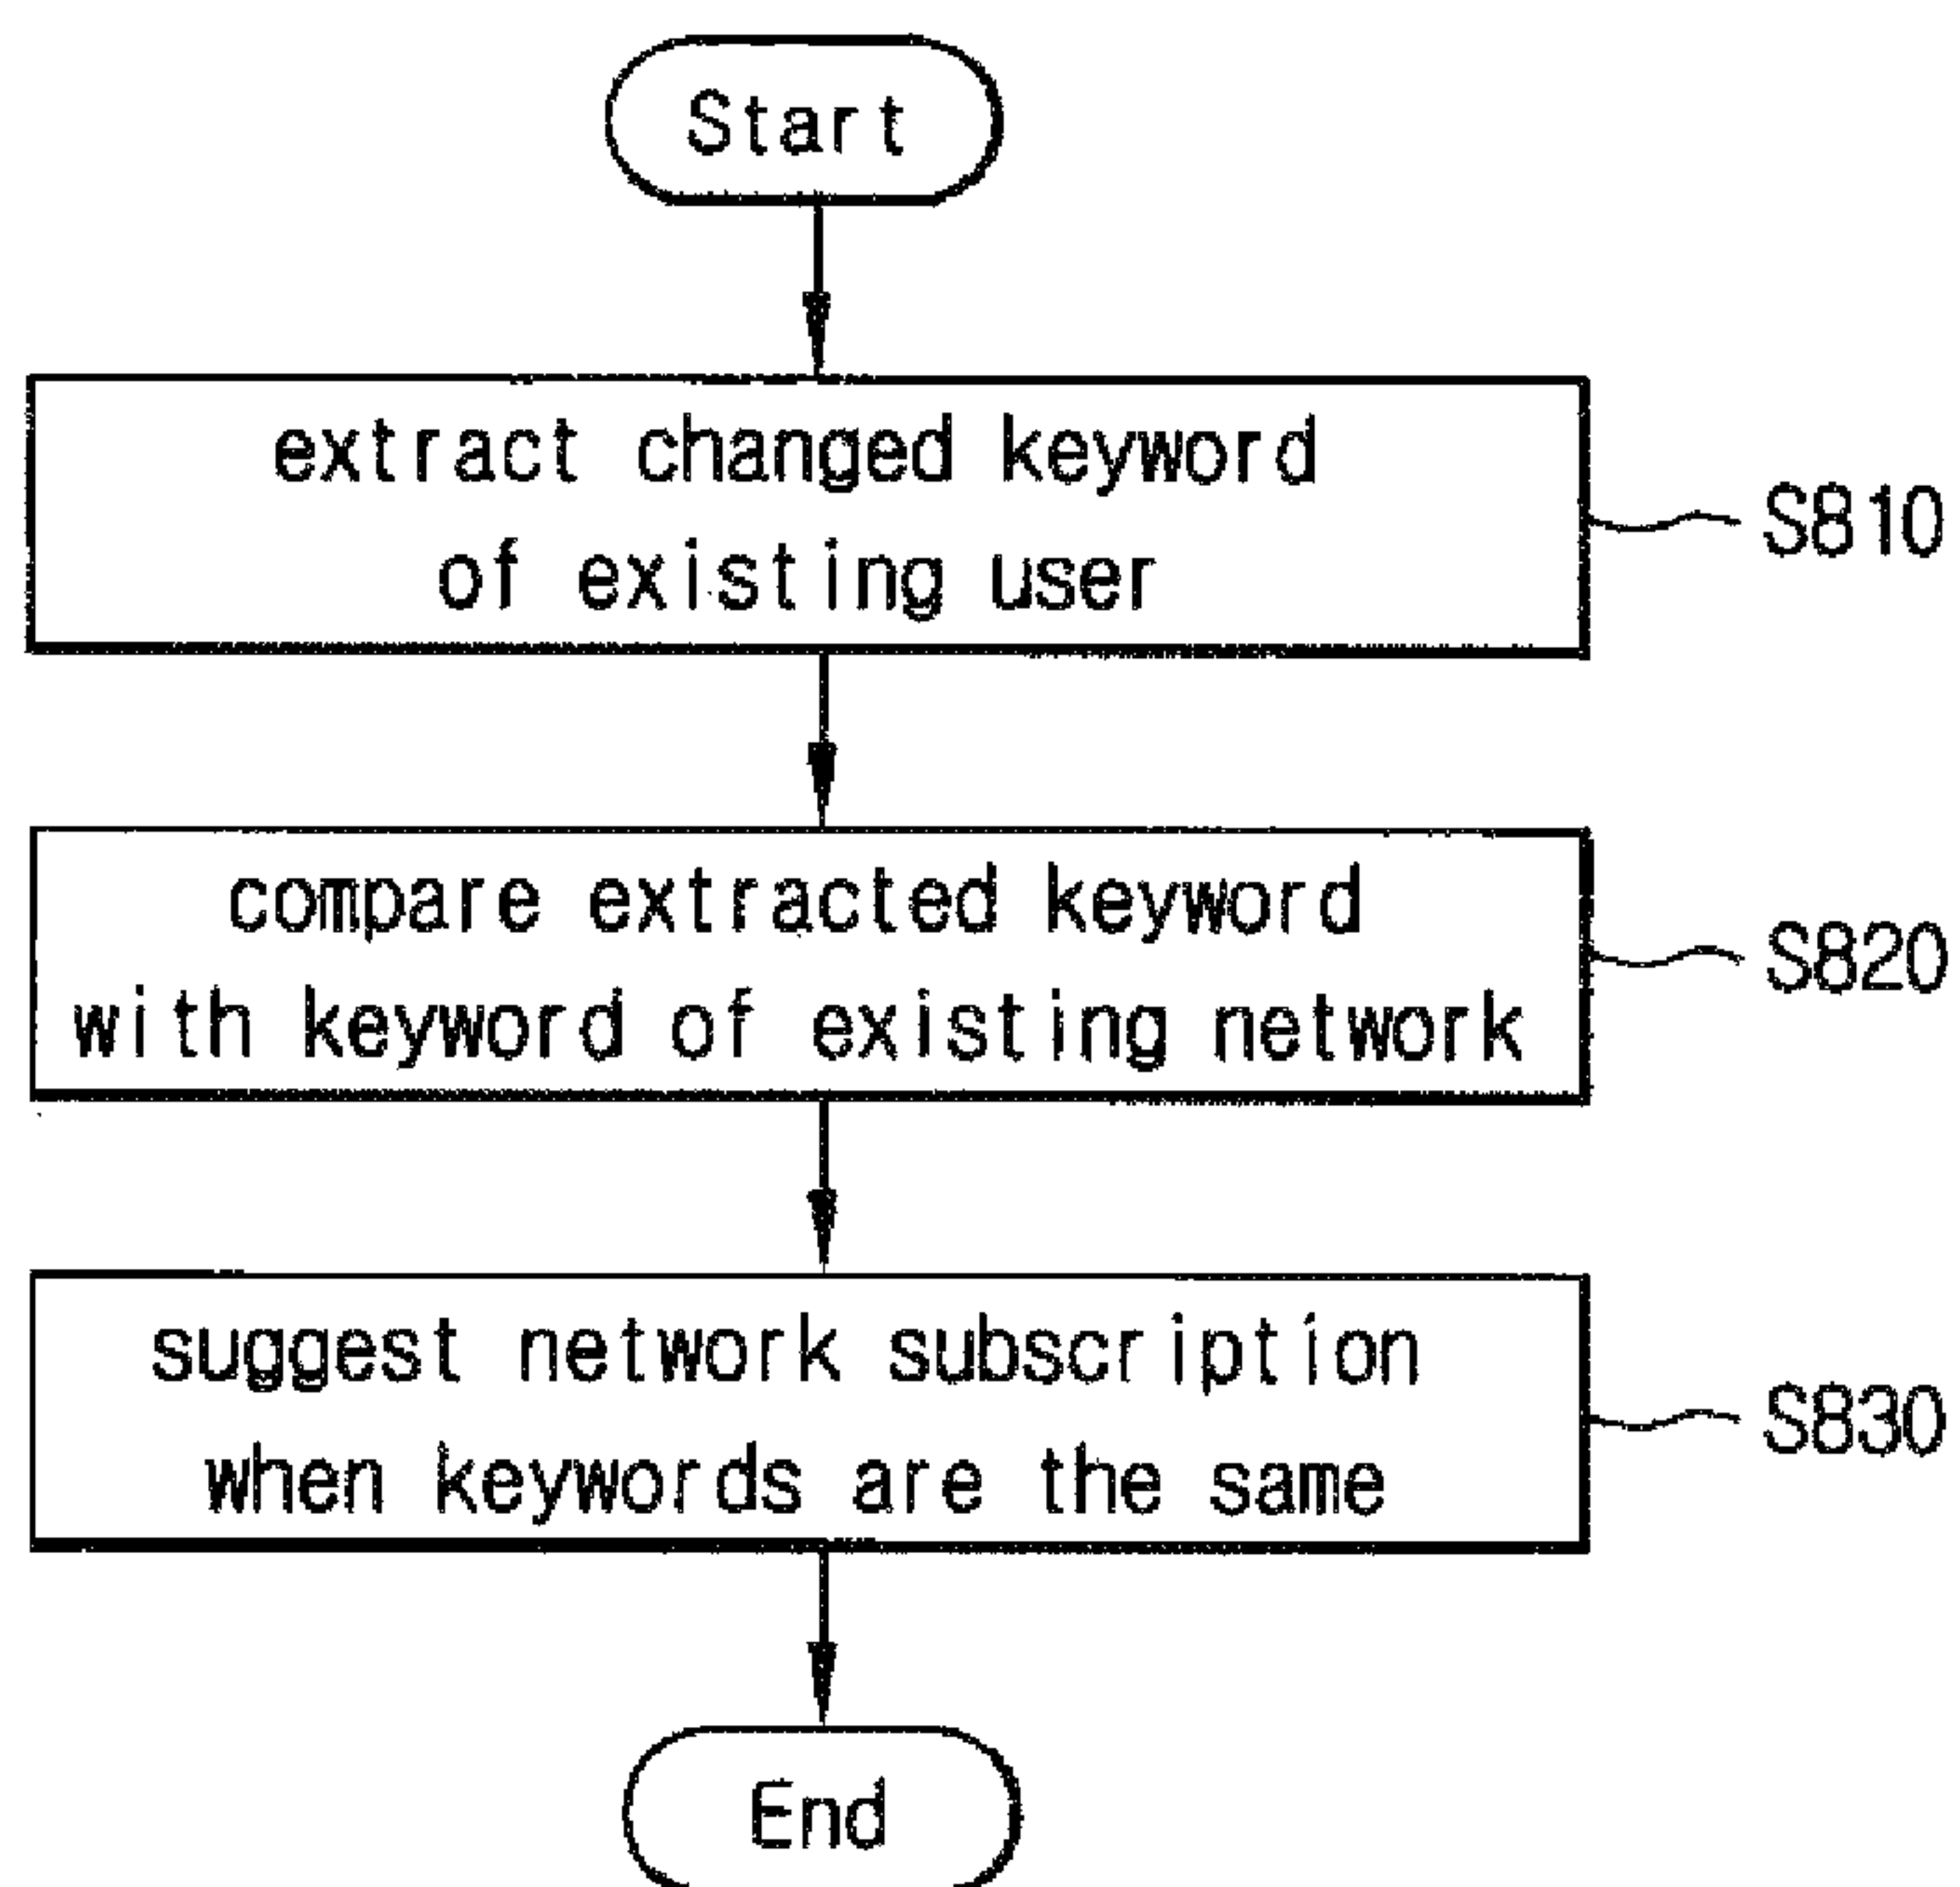 Start
extract changed keyword
of existing user
S810
compare extracted keyword
with keyword of existing network
S820
suggest network subscription
when keywords are the same
S830
End